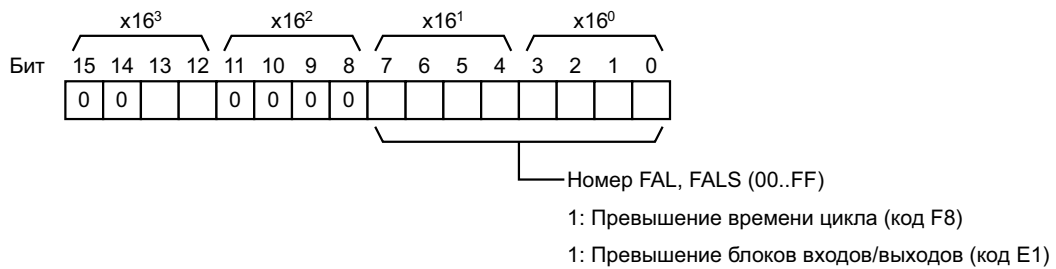 x16³ x16² x16¹ x16⁰
Бит 15 14 13 12 11 10 9 8 7 6 5 4 3 2 1 0
0 0 0 0 0 0
Номер FAL, FALS (00..FF)
1: Превышение времени цикла (код F8)
1: Превышение блоков входов/выходов (код E1)